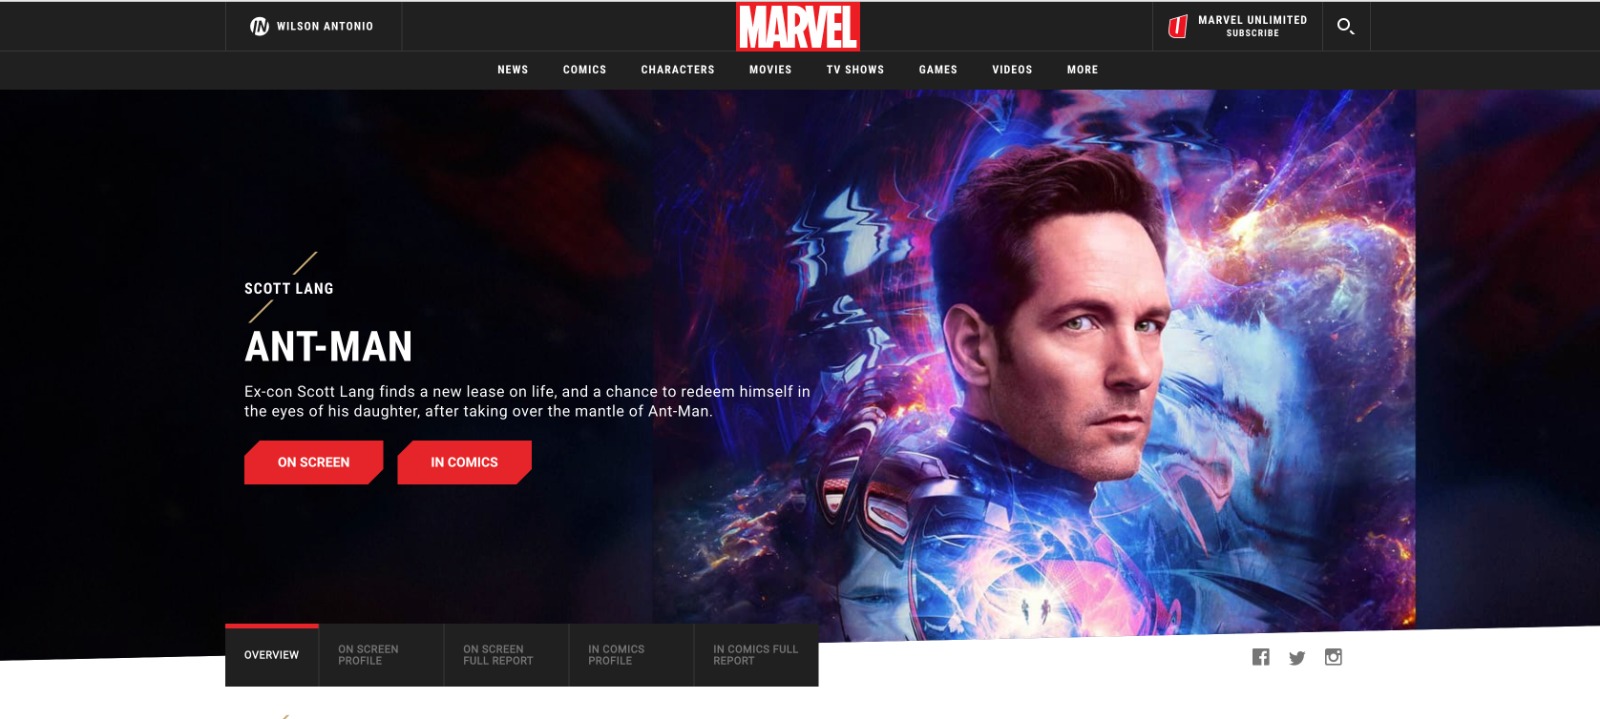 IN WILSON ANTONIO
MARVEL
MARVEL UNLIMITED
SUBSCRIBE
NEWS COMICS CHARACTERS MOVIES TV SHOWS GAMES VIDEOS MORE
SCOTT LANG
ANT-MAN
Ex-con Scott Lang finds a new lease on life, and a chance to redeem himself in
the eyes of his daughter, after taking over the mantle of Ant-Man.
ON SCREEN IN COMICS
OVERVIEW
ON SCREEN
PROFILE
ON SCREEN
FULL REPORT
IN COMICS
PROFILE
IN COMICS FULL
REPORT